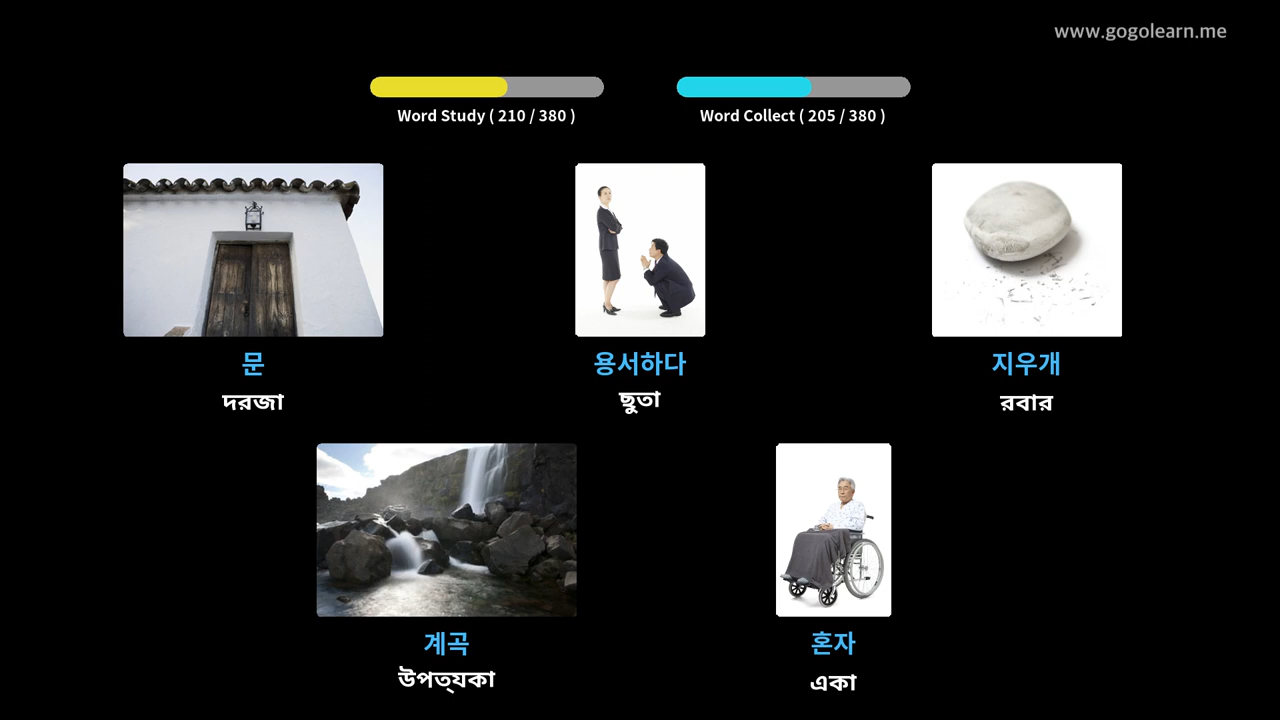 www.gogolearn.me
Word Study ( 210 / 380 )
Word Collect ( 205 / 380 )
문
용서하다
지우개
দরজা
ছুতা
রবার
계곡
혼자
উপত্যকা
একা